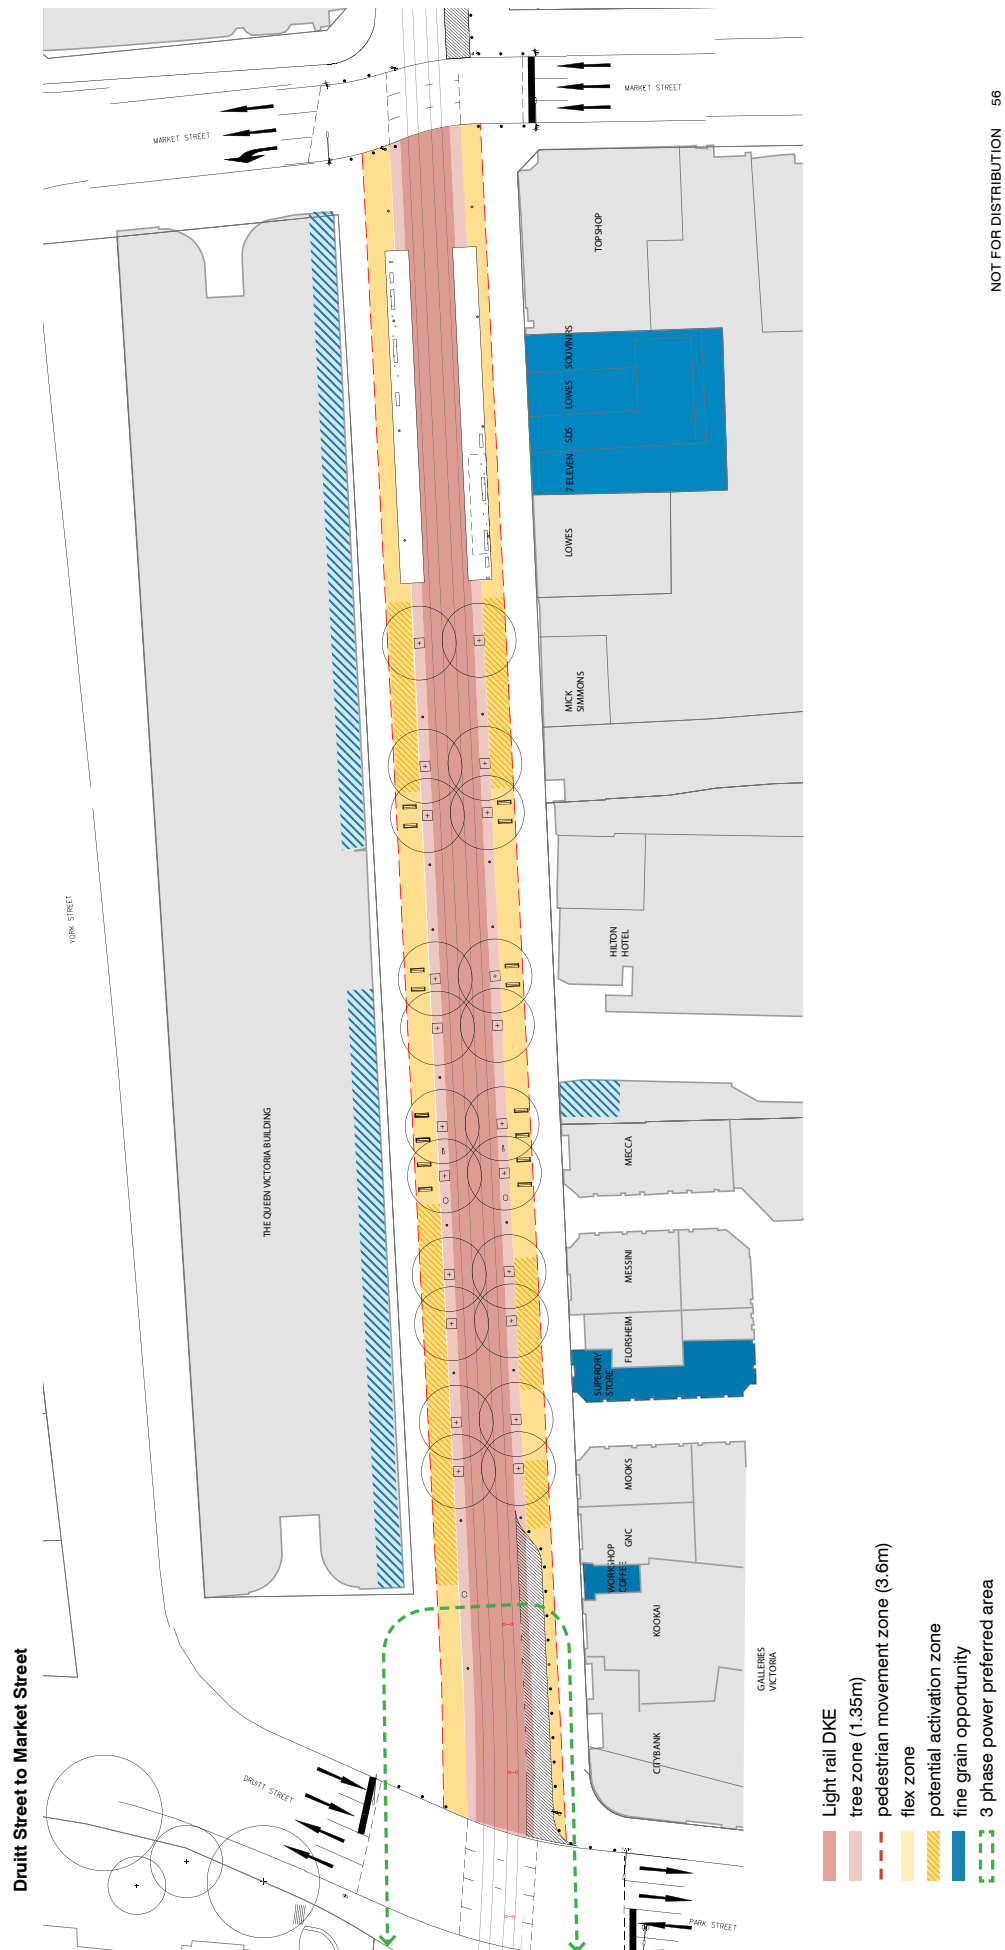 Druitt Street to Market Street
MARKET STREET
MARKET STREET
YORK STREET
THE QUEEN VICTORIA BUILDING
DRUITT STREET
PARK STREET
TOPSHOP
SOUVINIRS
LOWES
SDS
7 ELEVEN
LOWES
MICK
SIMMONS
HILTON
HOTEL
MECCA
MESSINI
FLORSHEIM
SUPERDRY
STORE
MOOKS
GNC
WORKSHOP
COFFEE
KOOKAI
CITYBANK
GALLERIES
VICTORIA
Light rail DKE
tree zone (1.35m)
pedestrian movement zone (3.6m)
flex zone
potential activation zone
fine grain opportunity
3 phase power preferred area
NOT FOR DISTRIBUTION 56